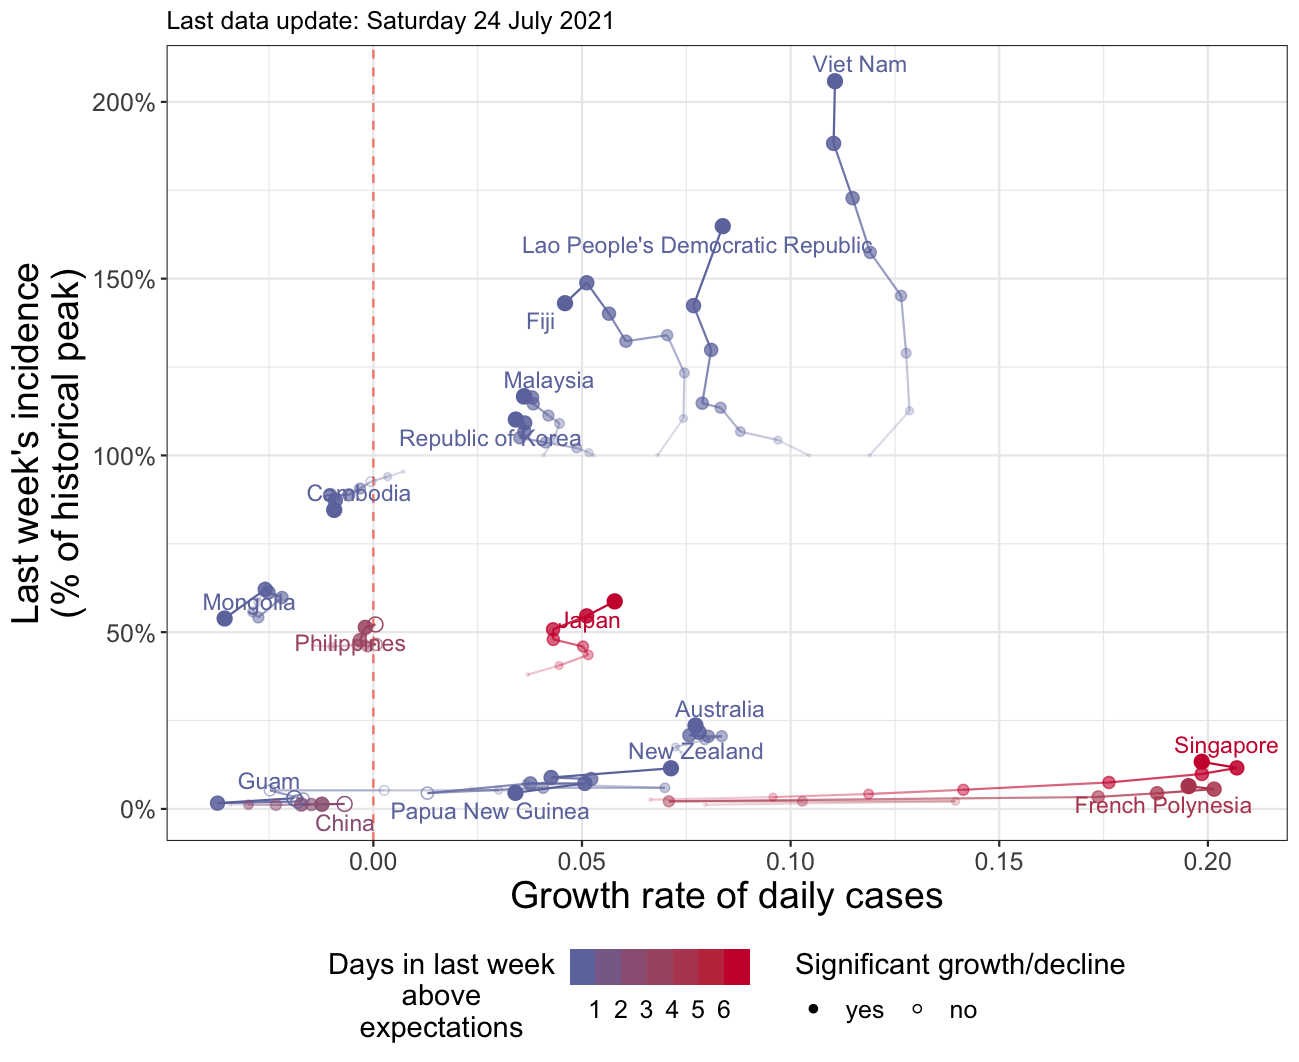 Last data update: Saturday 24 July 2021
Last week's incidence
(% of historical peak)
200%
150%
100%
50%
0%
Viet Nam
Lao People's Democratic Republic
Fiji
Malaysia
Republic of Korea
Cambodia
Mongolia
Japan
Philippines
Australia
New Zealand
Singapore
Guam
French Polynesia
Papua New Guinea
China
0.00 0.05 0.10 0.15 0.20
Growth rate of daily cases
Days in last week
above
expectations
1 2 3 4 5 6
Significant growth/decline
yes no